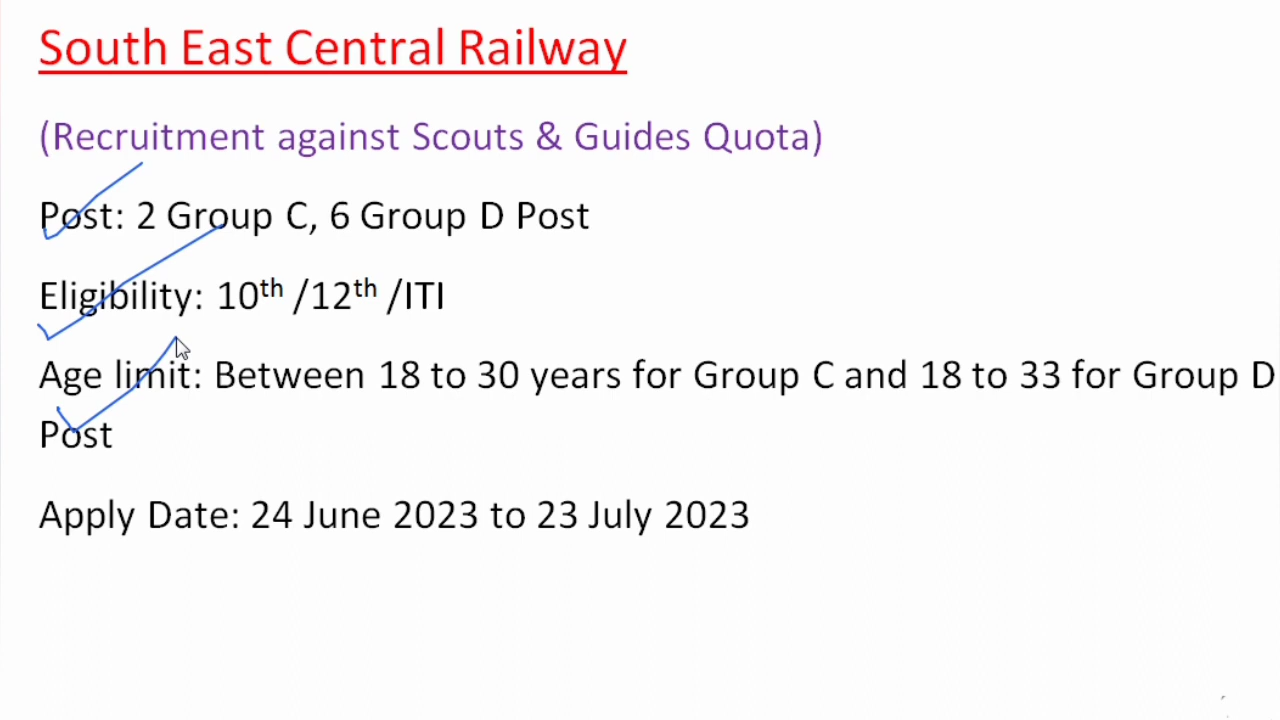 South East Central Railway
(Recruitment against Scouts & Guides Quota)
Post: 2 Group C, 6 Group D Post
Eligibility: 10th /12th /ITI
Age limit: Between 18 to 30 years for Group C and 18 to 33 for Group D
Post
Apply Date: 24 June 2023 to 23 July 2023